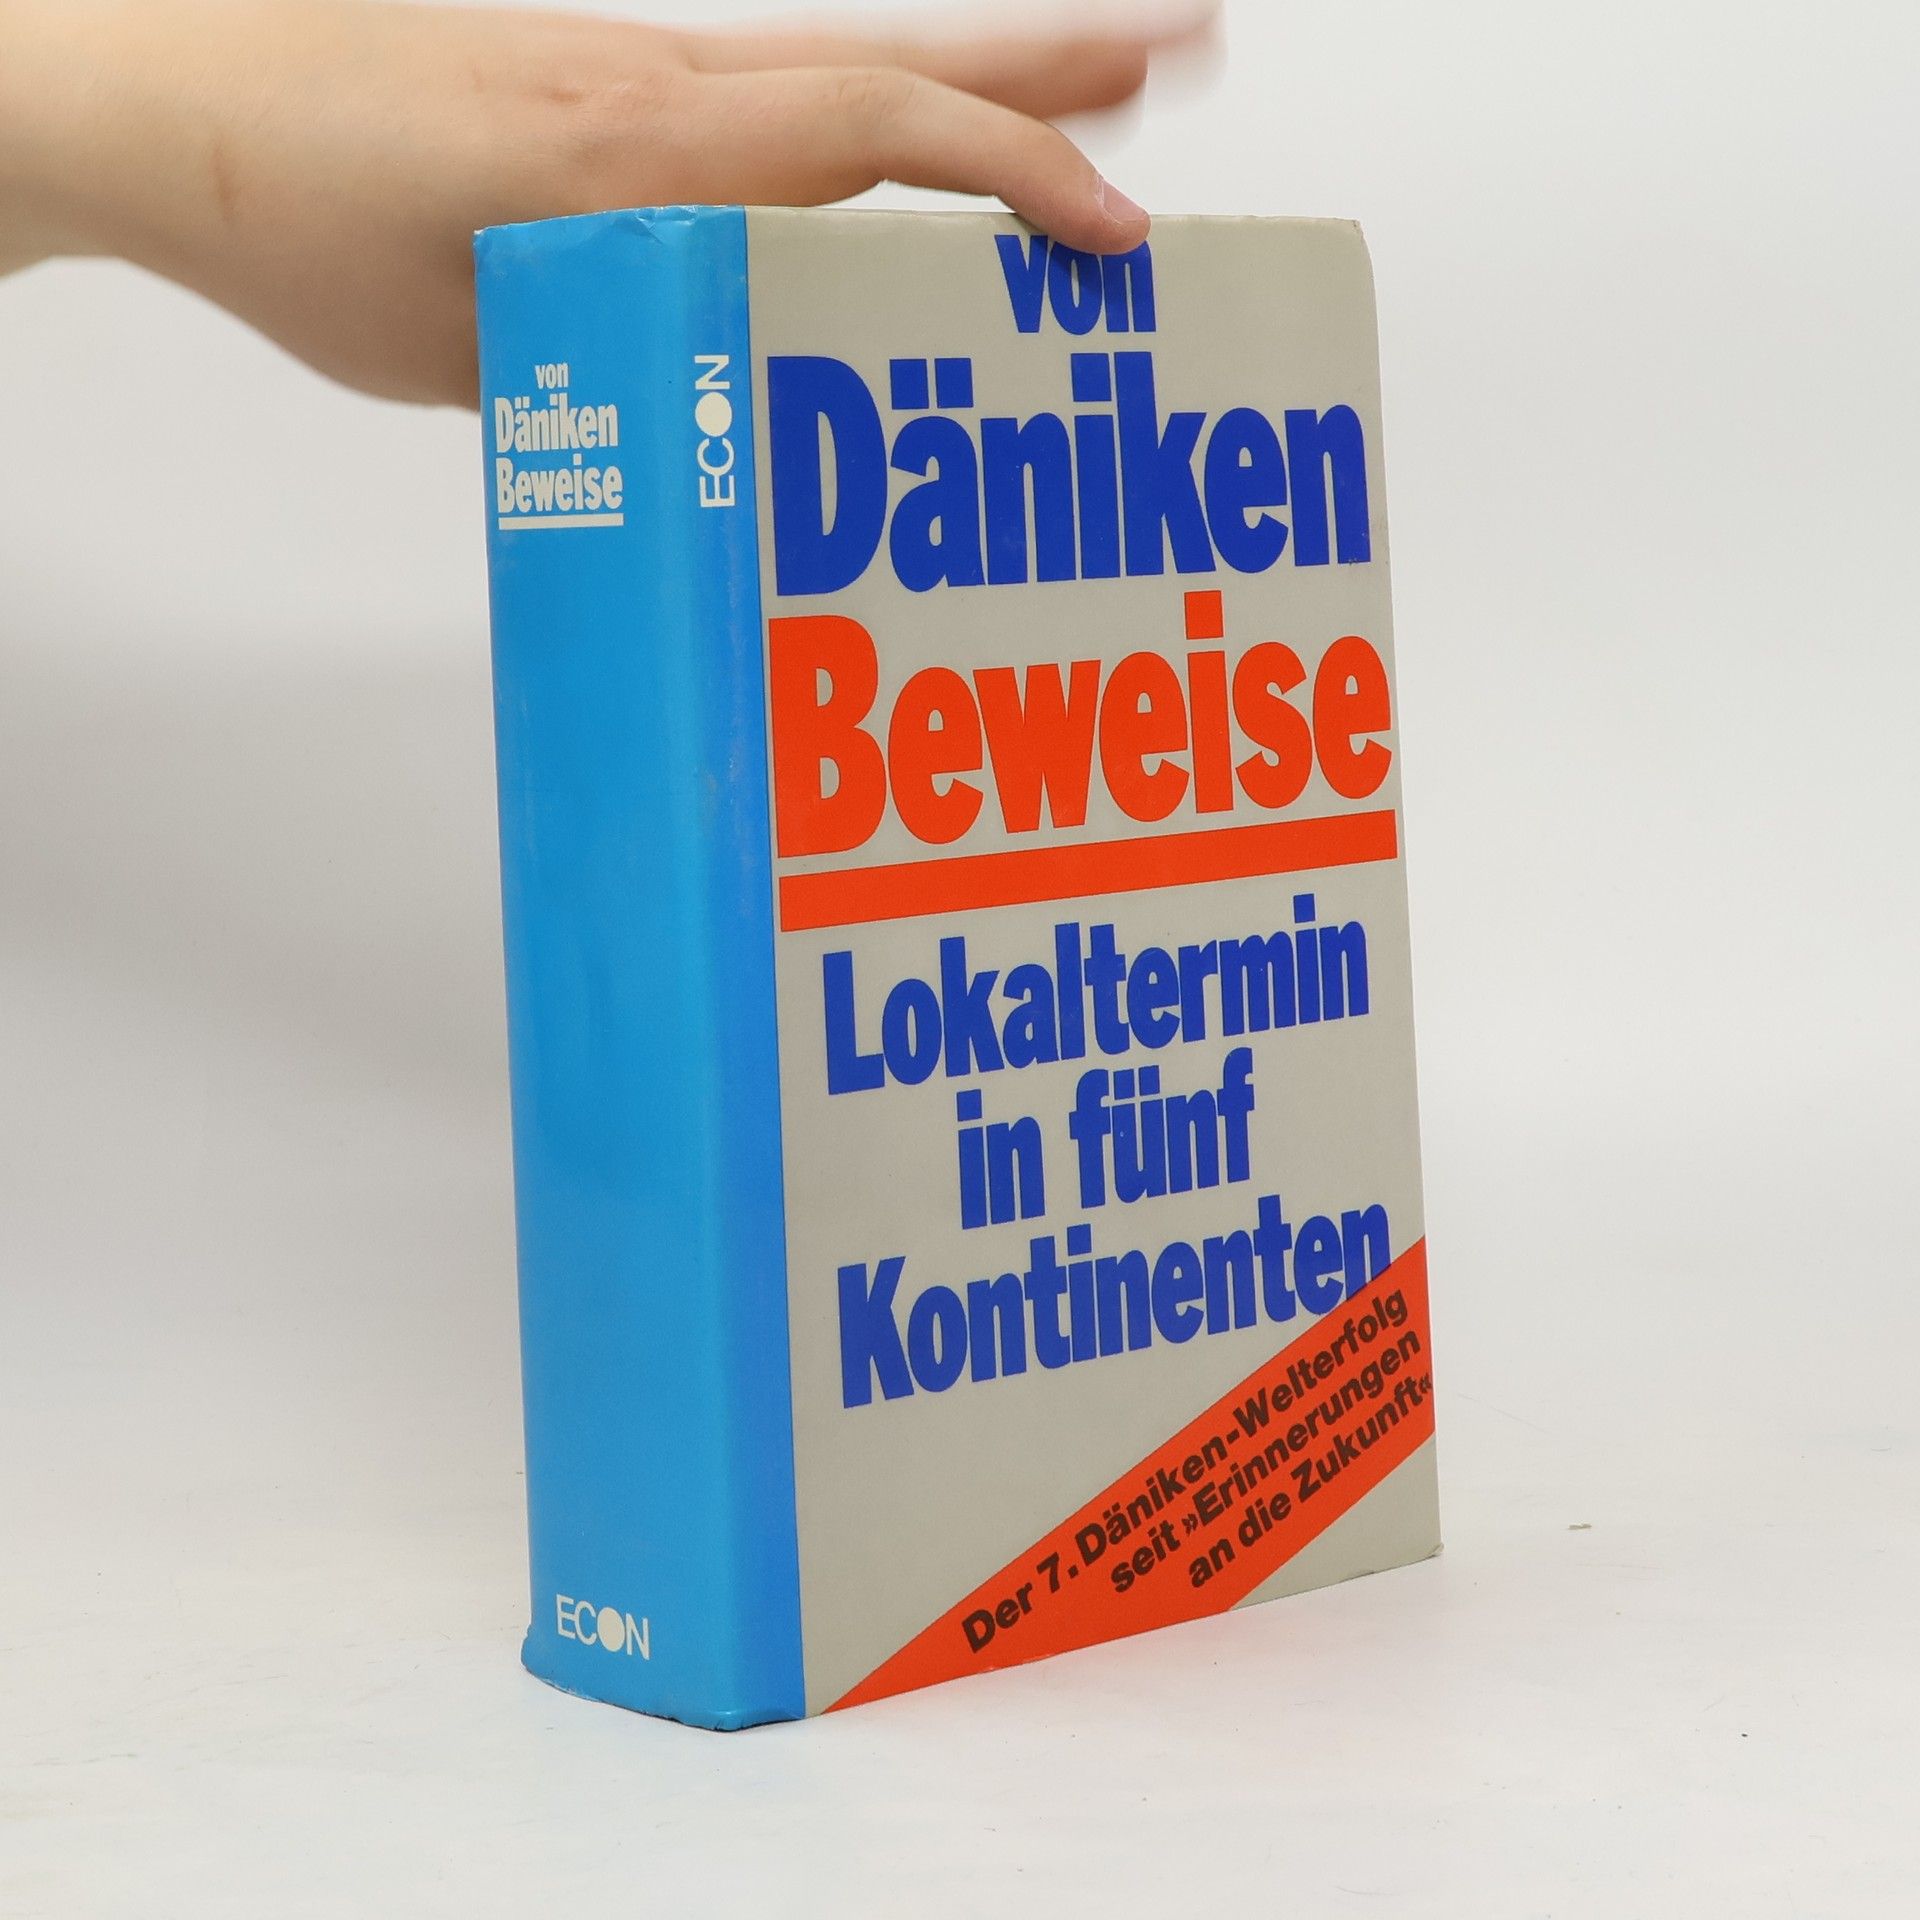 von
Däniken
Beweise
ECON
ECON
von
Däniken
Beweise
Lokaltermin
in fünf
Kontinenten
Der 7. Däniken-Welterfolg
seit »Erinnerungen
an die Zukunft«